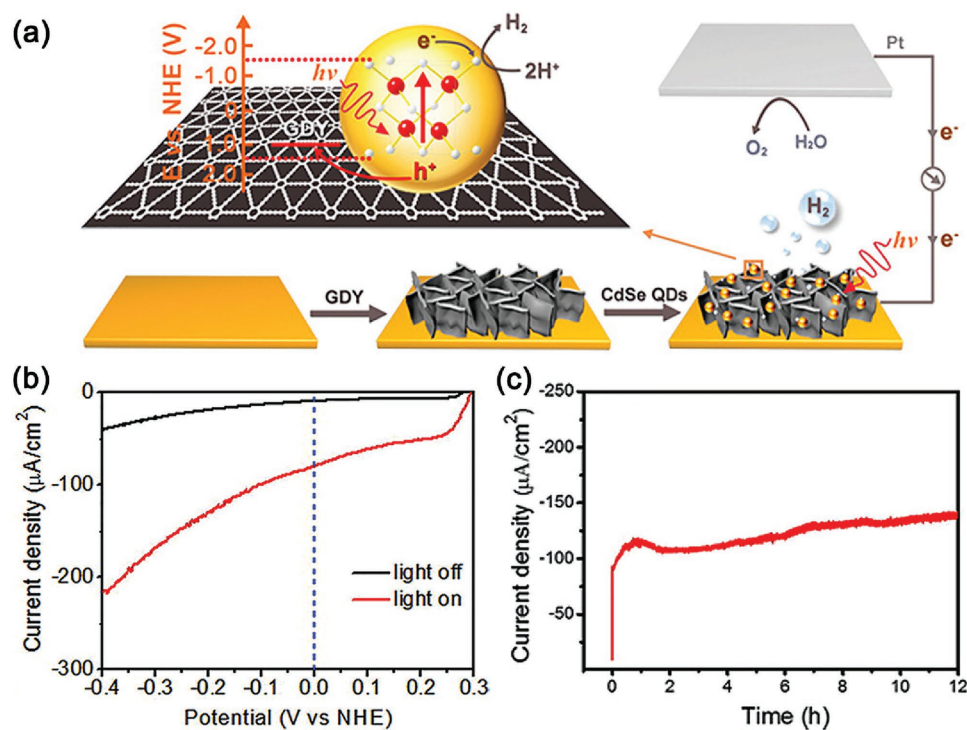 (a)
E vs NHE (V)
-2.0
-1.0
0
1.0
2.0
hν
GDY
e⁻
H₂
2H⁺
h⁺
Pt
O₂
H₂O
e⁻
e⁻
H₂
hν
GDY
CdSe QDs
(b)
Current density (µA/cm²)
0
-100
-200
-300
light off
light on
-0.4
-0.3
-0.2
-0.1
0.0
0.1
0.2
0.3
Potential (V vs NHE)
(c)
Current density (µA/cm²)
-250
-200
-150
-100
-50
0
2
4
6
8
10
12
Time (h)